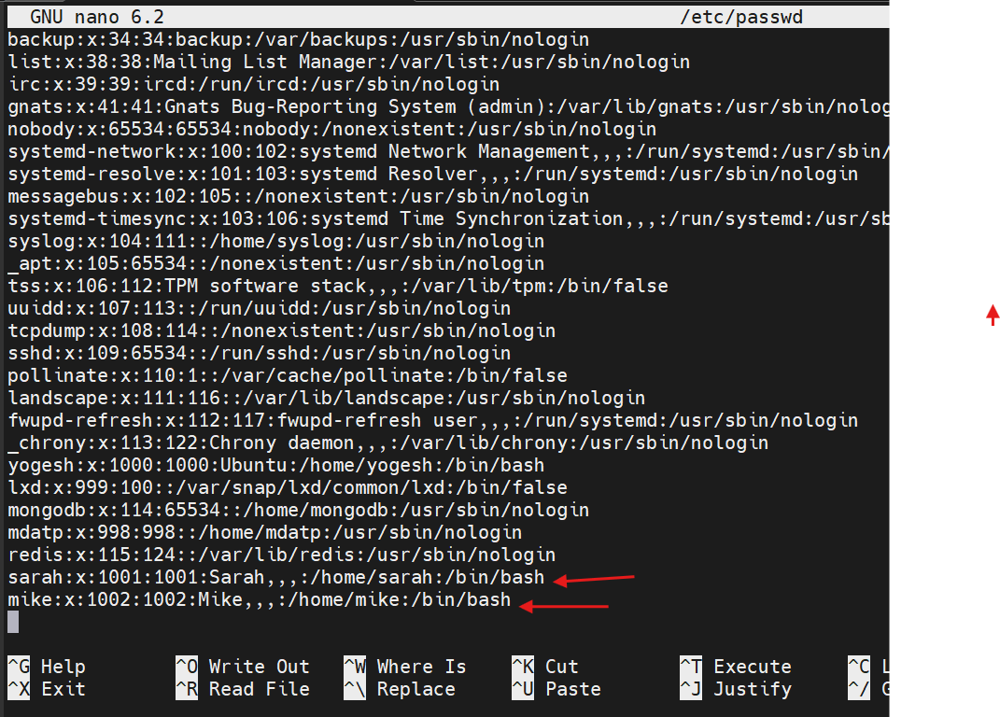 GNU nano 6.2 /etc/passwd
backup:x:34:34:backup:/var/backups:/usr/sbin/nologin
list:x:38:38:Mailing List Manager:/var/list:/usr/sbin/nologin
irc:x:39:39:ircd:/run/ircd:/usr/sbin/nologin
gnats:x:41:41:Gnats Bug-Reporting System (admin):/var/lib/gnats:/usr/sbin/nolog
nobody:x:65534:65534:nobody:/nonexistent:/usr/sbin/nologin
systemd-network:x:100:102:systemd Network Management,,,:/run/systemd:/usr/sbin/
systemd-resolve:x:101:103:systemd Resolver,,,:/run/systemd:/usr/sbin/nologin
messagebus:x:102:105::/nonexistent:/usr/sbin/nologin
systemd-timesync:x:103:106:systemd Time Synchronization,,,:/run/systemd:/usr/sb
syslog:x:104:111::/home/syslog:/usr/sbin/nologin
_apt:x:105:65534::/nonexistent:/usr/sbin/nologin
tss:x:106:112:TPM software stack,,,:/var/lib/tpm:/bin/false
uuidd:x:107:113::/run/uuidd:/usr/sbin/nologin
tcpdump:x:108:114::/nonexistent:/usr/sbin/nologin
sshd:x:109:65534::/run/sshd:/usr/sbin/nologin
pollinate:x:110:1::/var/cache/pollinate:/bin/false
landscape:x:111:116::/var/lib/landscape:/usr/sbin/nologin
fwupd-refresh:x:112:117:fwupd-refresh user,,,:/run/systemd:/usr/sbin/nologin
_chrony:x:113:122:Chrony daemon,,,:/var/lib/chrony:/usr/sbin/nologin
yogesh:x:1000:1000:Ubuntu:/home/yogesh:/bin/bash
lxd:x:999:100::/var/snap/lxd/common/lxd:/bin/false
mongodb:x:114:65534::/home/mongodb:/usr/sbin/nologin
mdatp:x:998:998::/home/mdatp:/usr/sbin/nologin
redis:x:115:124::/var/lib/redis:/usr/sbin/nologin
sarah:x:1001:1001:Sarah,,,:/home/sarah:/bin/bash
mike:x:1002:1002:Mike,,,:/home/mike:/bin/bash
^G Help ^O Write Out ^W Where Is ^K Cut ^T Execute ^C
^X Exit ^R Read File ^\ Replace ^U Paste ^J Justify ^/